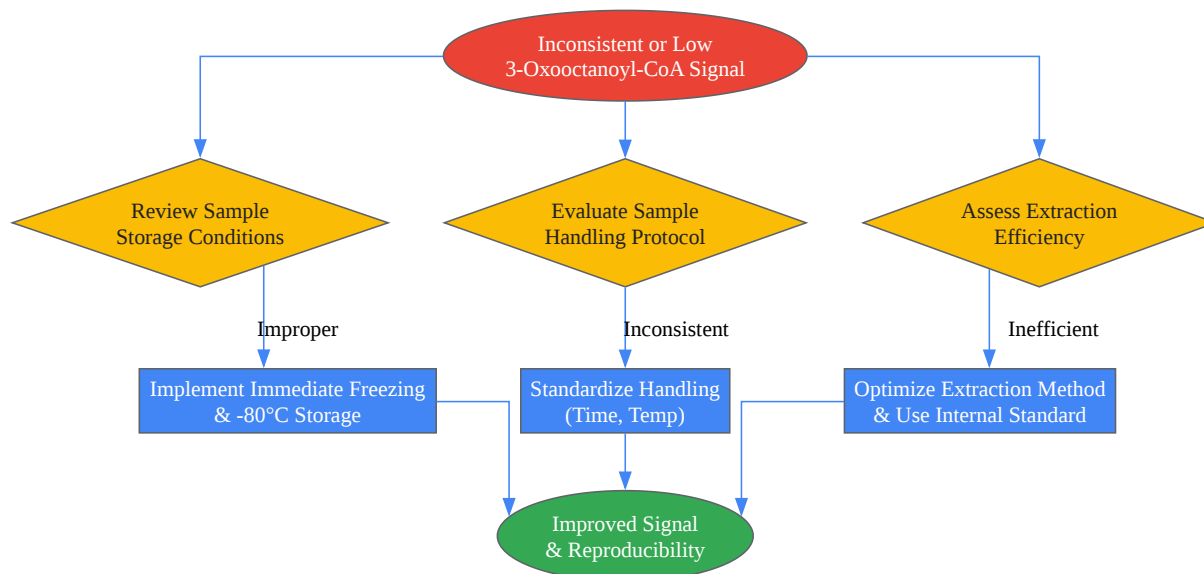 Inconsistent or Low
3-Oxooctanoyl-CoA Signal
Review Sample
Storage Conditions
Evaluate Sample
Handling Protocol
Assess Extraction
Efficiency
Improper
Inconsistent
Inefficient
Implement Immediate Freezing
& -80°C Storage
Standardize Handling
(Time, Temp)
Optimize Extraction Method
& Use Internal Standard
Improved Signal
& Reproducibility